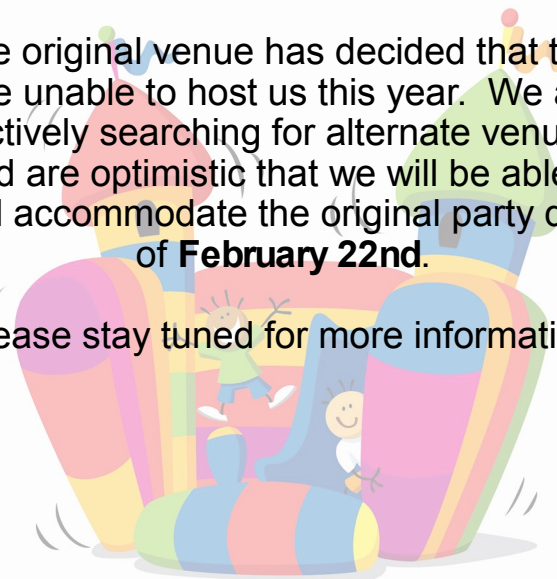 e original venue has decided that t
e unable to host us this year. We a
ctively searching for alternate venu
d are optimistic that we will be able
l accommodate the original party d
of February 22nd.
ease stay tuned for more informati